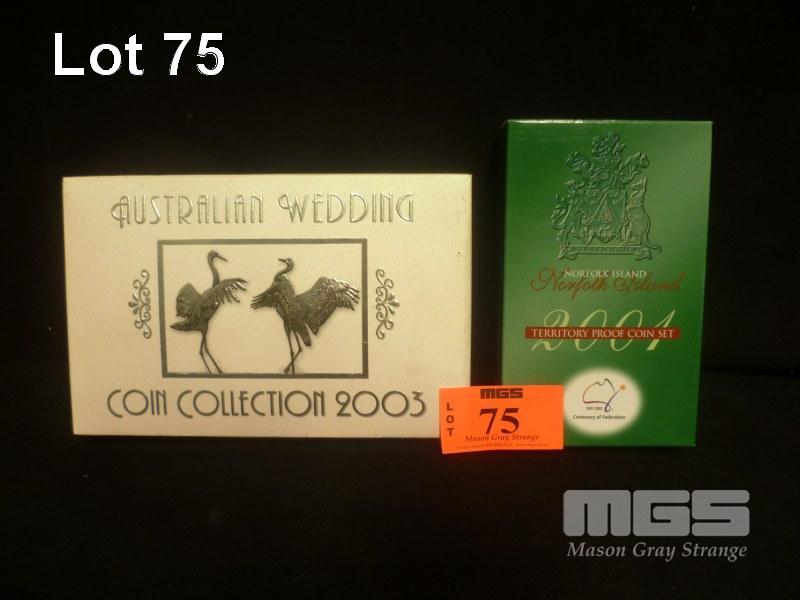 Lot 75
AUSTRALIAN WEDDING
COIN COLLECTION 2003
NORFOLK ISLAND
Norfolk Island
2001
TERRITORY PROOF COIN SET
Centenary of Federation
MGS
LOT
75
Mason Gray Strange
MGS
Mason Gray Strange